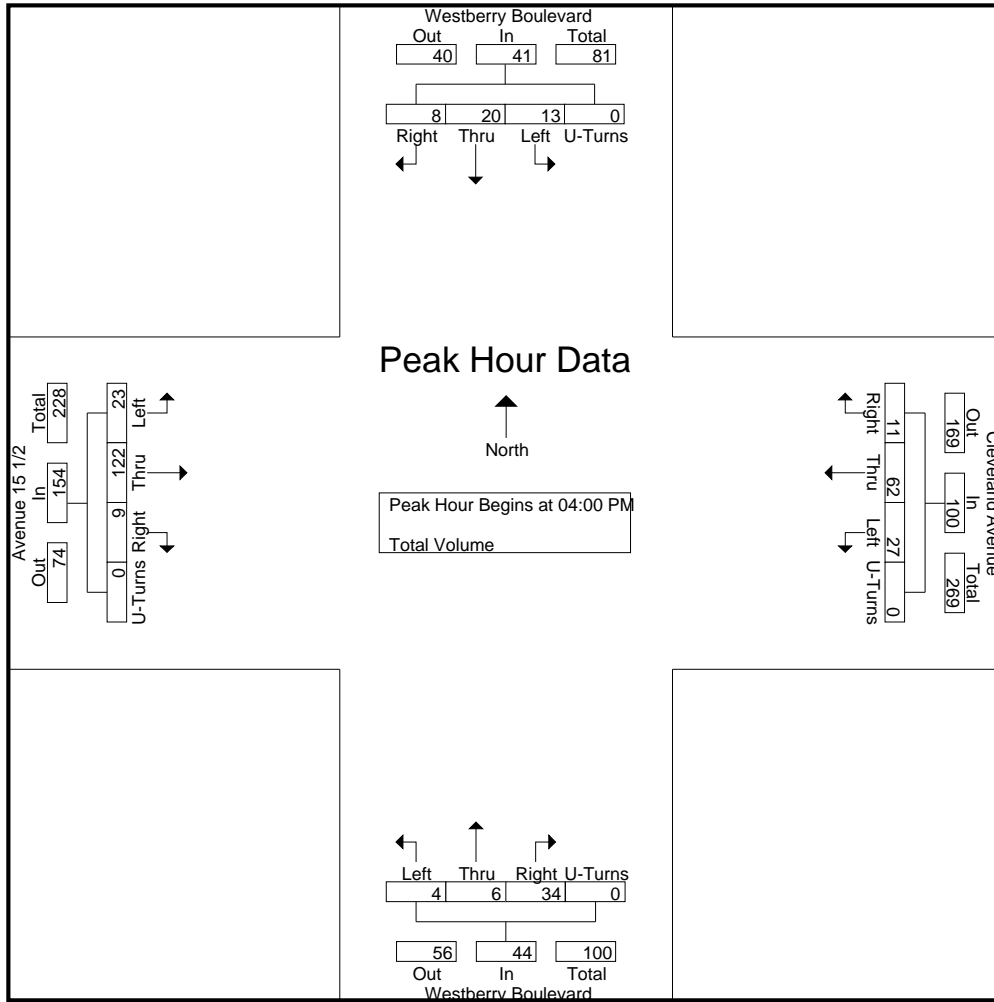 Westberry Boulevard
Out In Total
40 41 81
8 20 13 0
Right Thru Left U-Turns
Peak Hour Data
North
Peak Hour Begins at 04:00 PM
Total Volume
Avenue 15 1/2
Total In Out
228 154 74
23 122 9 0
Left Thru Right U-Turns
Cleveland Avenue
Out In Total
169 100 269
11 62 27 0
Right Thru Left U-Turns
Left Thru Right U-Turns
4 6 34 0
56 44 100
Out In Total
Westberry Boulevard